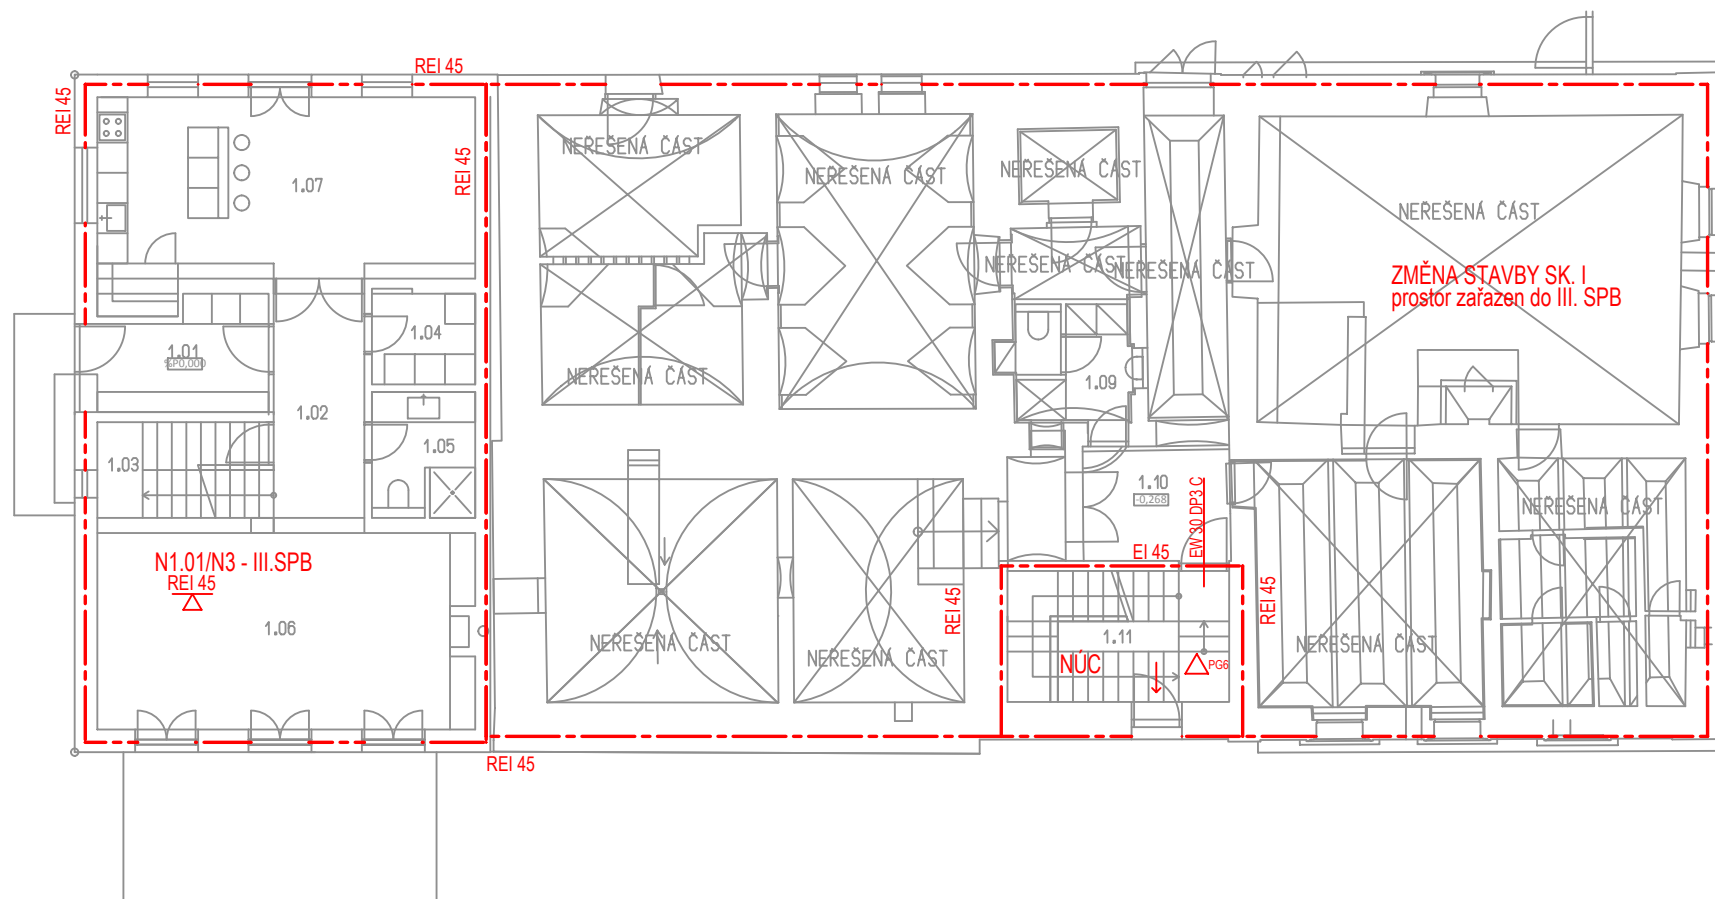 REI 45
REI 45
REI 45
1.07
NEŘEŠENÁ ČÁST
NEŘEŠENÁ ČÁST
NEŘEŠENÁ ČÁST
NEŘEŠENÁ ČÁST
NEŘEŠENÁ ČÁST
NEŘEŠENÁ ČÁST
ZMĚNA STAVBY SK. I
prostor zařazen do III. SPB
1.01
%P0,000
1.04
NEŘEŠENÁ ČÁST
1.09
1.02
1.03
1.05
1.10
-0,268
EW 30 DP3 C
NEŘEŠENÁ ČÁST
N1.01/N3 - III.SPB
REI 45
EI 45
REI 45
REI 45
1.06
NEŘEŠENÁ ČÁST
NEŘEŠENÁ ČÁST
1.11
NÚC
PG6
NEŘEŠENÁ ČÁST
REI 45